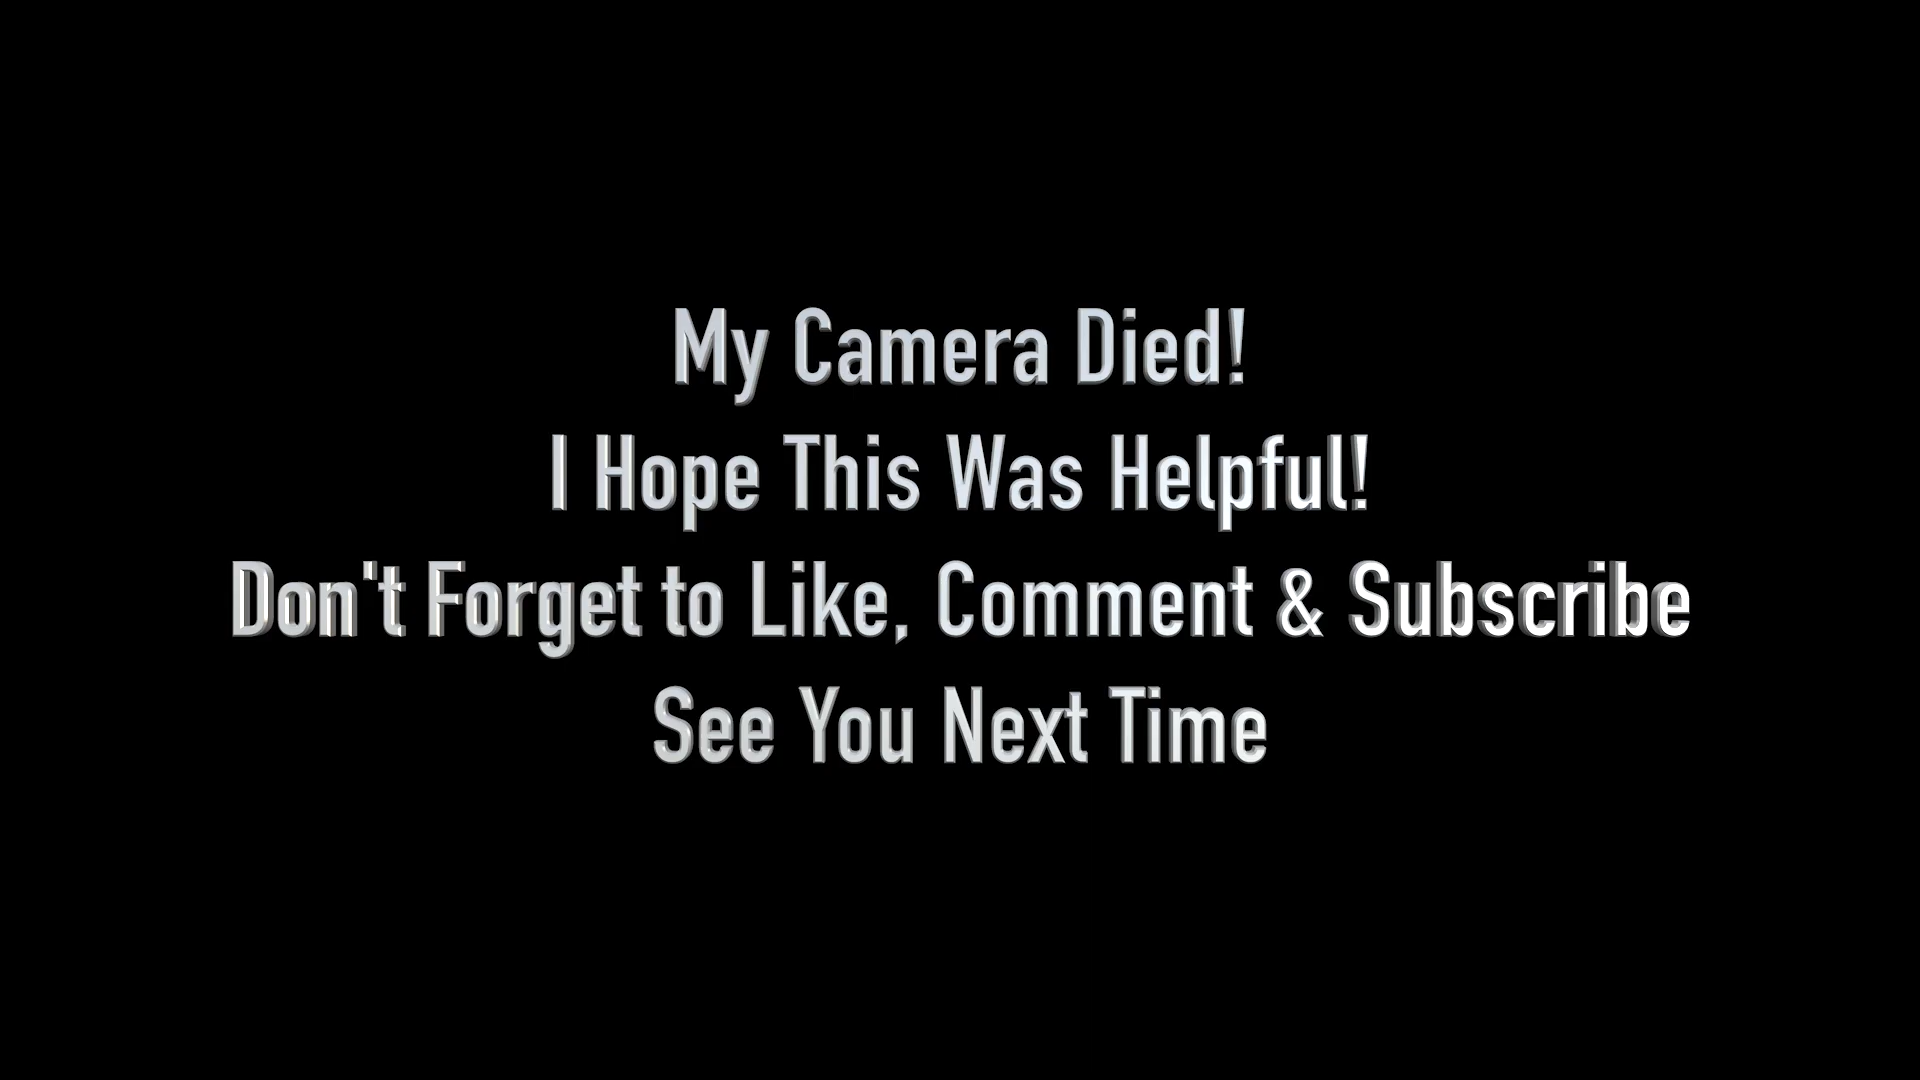 My Camera Died!
I Hope This Was Helpful!
Don't Forget to Like, Comment & Subscribe
See You Next Time